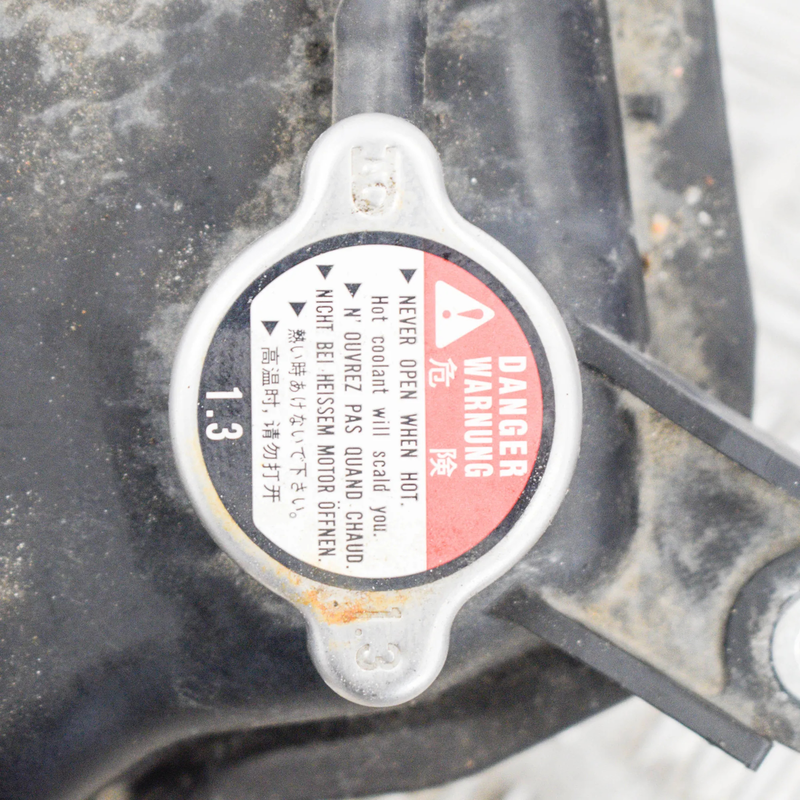 DANGER
WARNUNG
危険
▶ NEVER OPEN WHEN HOT.
Hot coolant will scald you.
▶ N' OUVREZ PAS QUAND CHAUD.
▶ NICHT BEI HEISSEM MOTOR ÖFFNEN.
▶ 熱い時あけないで下さい。
▶ 高温时, 请勿打开
1.3
1.3